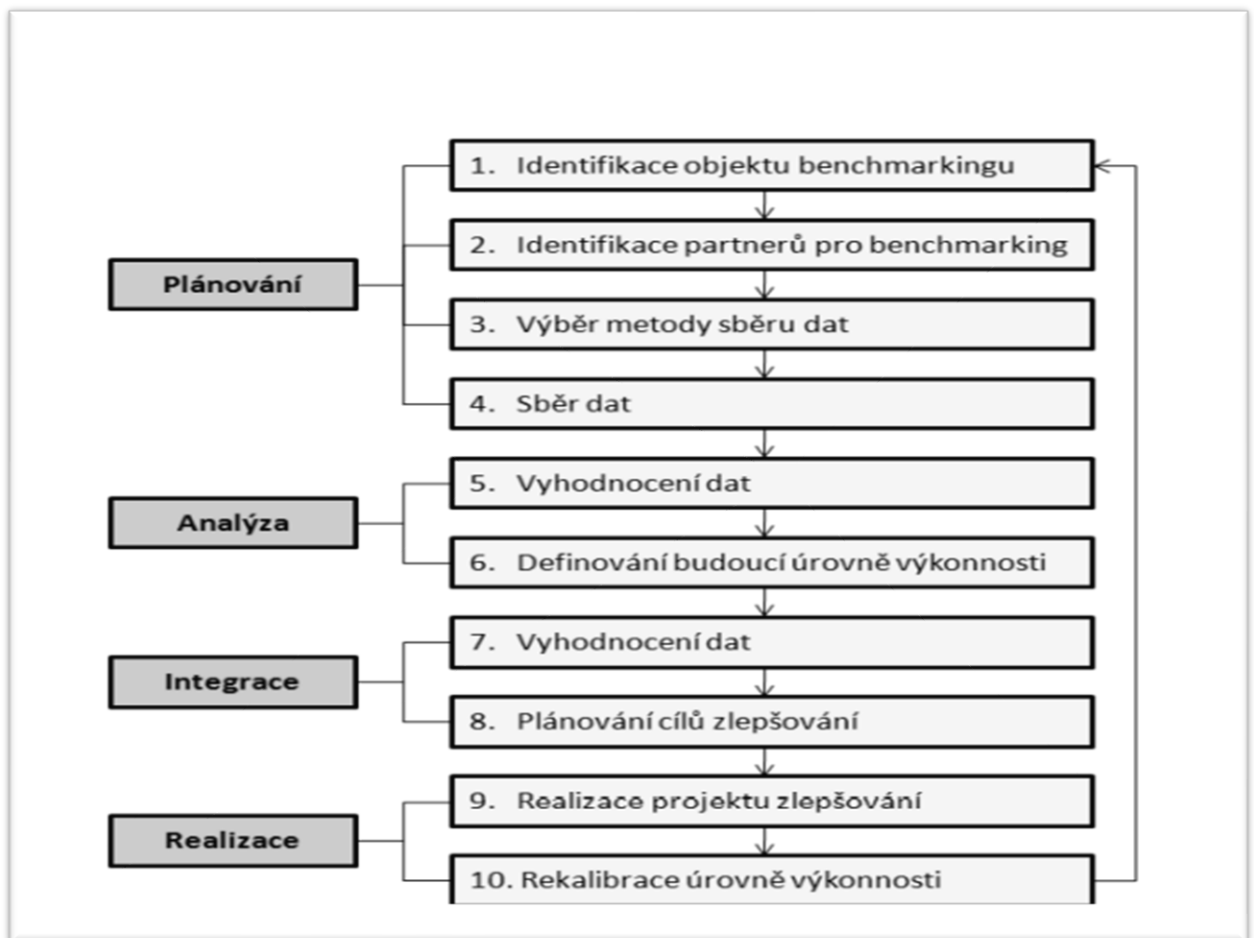 1. Identifikace objektu benchmarkingu
2. Identifikace partnerů pro benchmarking
Plánování
3. Výběr metody sběru dat
4. Sběr dat
5. Vyhodnocení dat
Analýza
6. Definování budoucí úrovně výkonnosti
7. Vyhodnocení dat
Integrace
8. Plánování cílů zlepšování
9. Realizace projektu zlepšování
Realizace
10. Rekalibrace úrovně výkonnosti